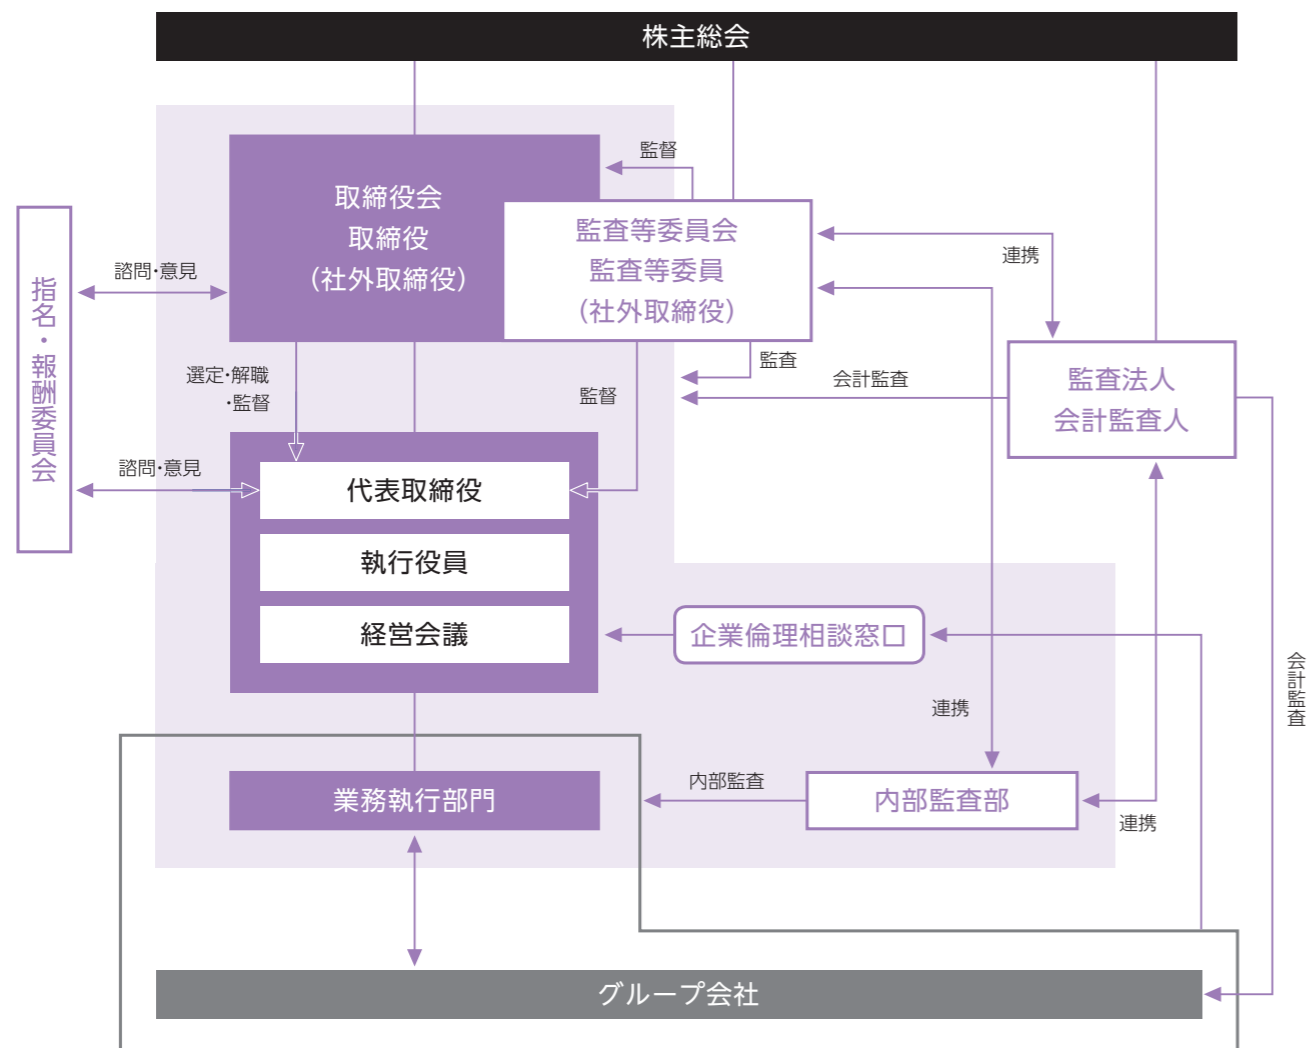 株主総会
取締役会
取締役
（社外取締役）
監督
監査等委員会
監査等委員
（社外取締役）
連携
諮問・意見
指名・報酬委員会
選定・解職
・監督
監督
監査
会計監査
監査法人
会計監査人
諮問・意見
代表取締役
執行役員
経営会議
企業倫理相談窓口
会計監査
連携
業務執行部門
内部監査
内部監査部
連携
グループ会社